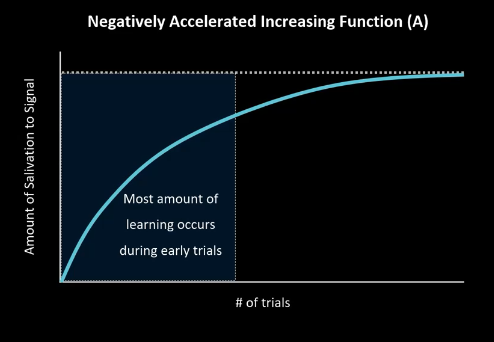 Negatively Accelerated Increasing Function (A)
Amount of Salivation to Signal
Most amount of
learning occurs
during early trials
# of trials